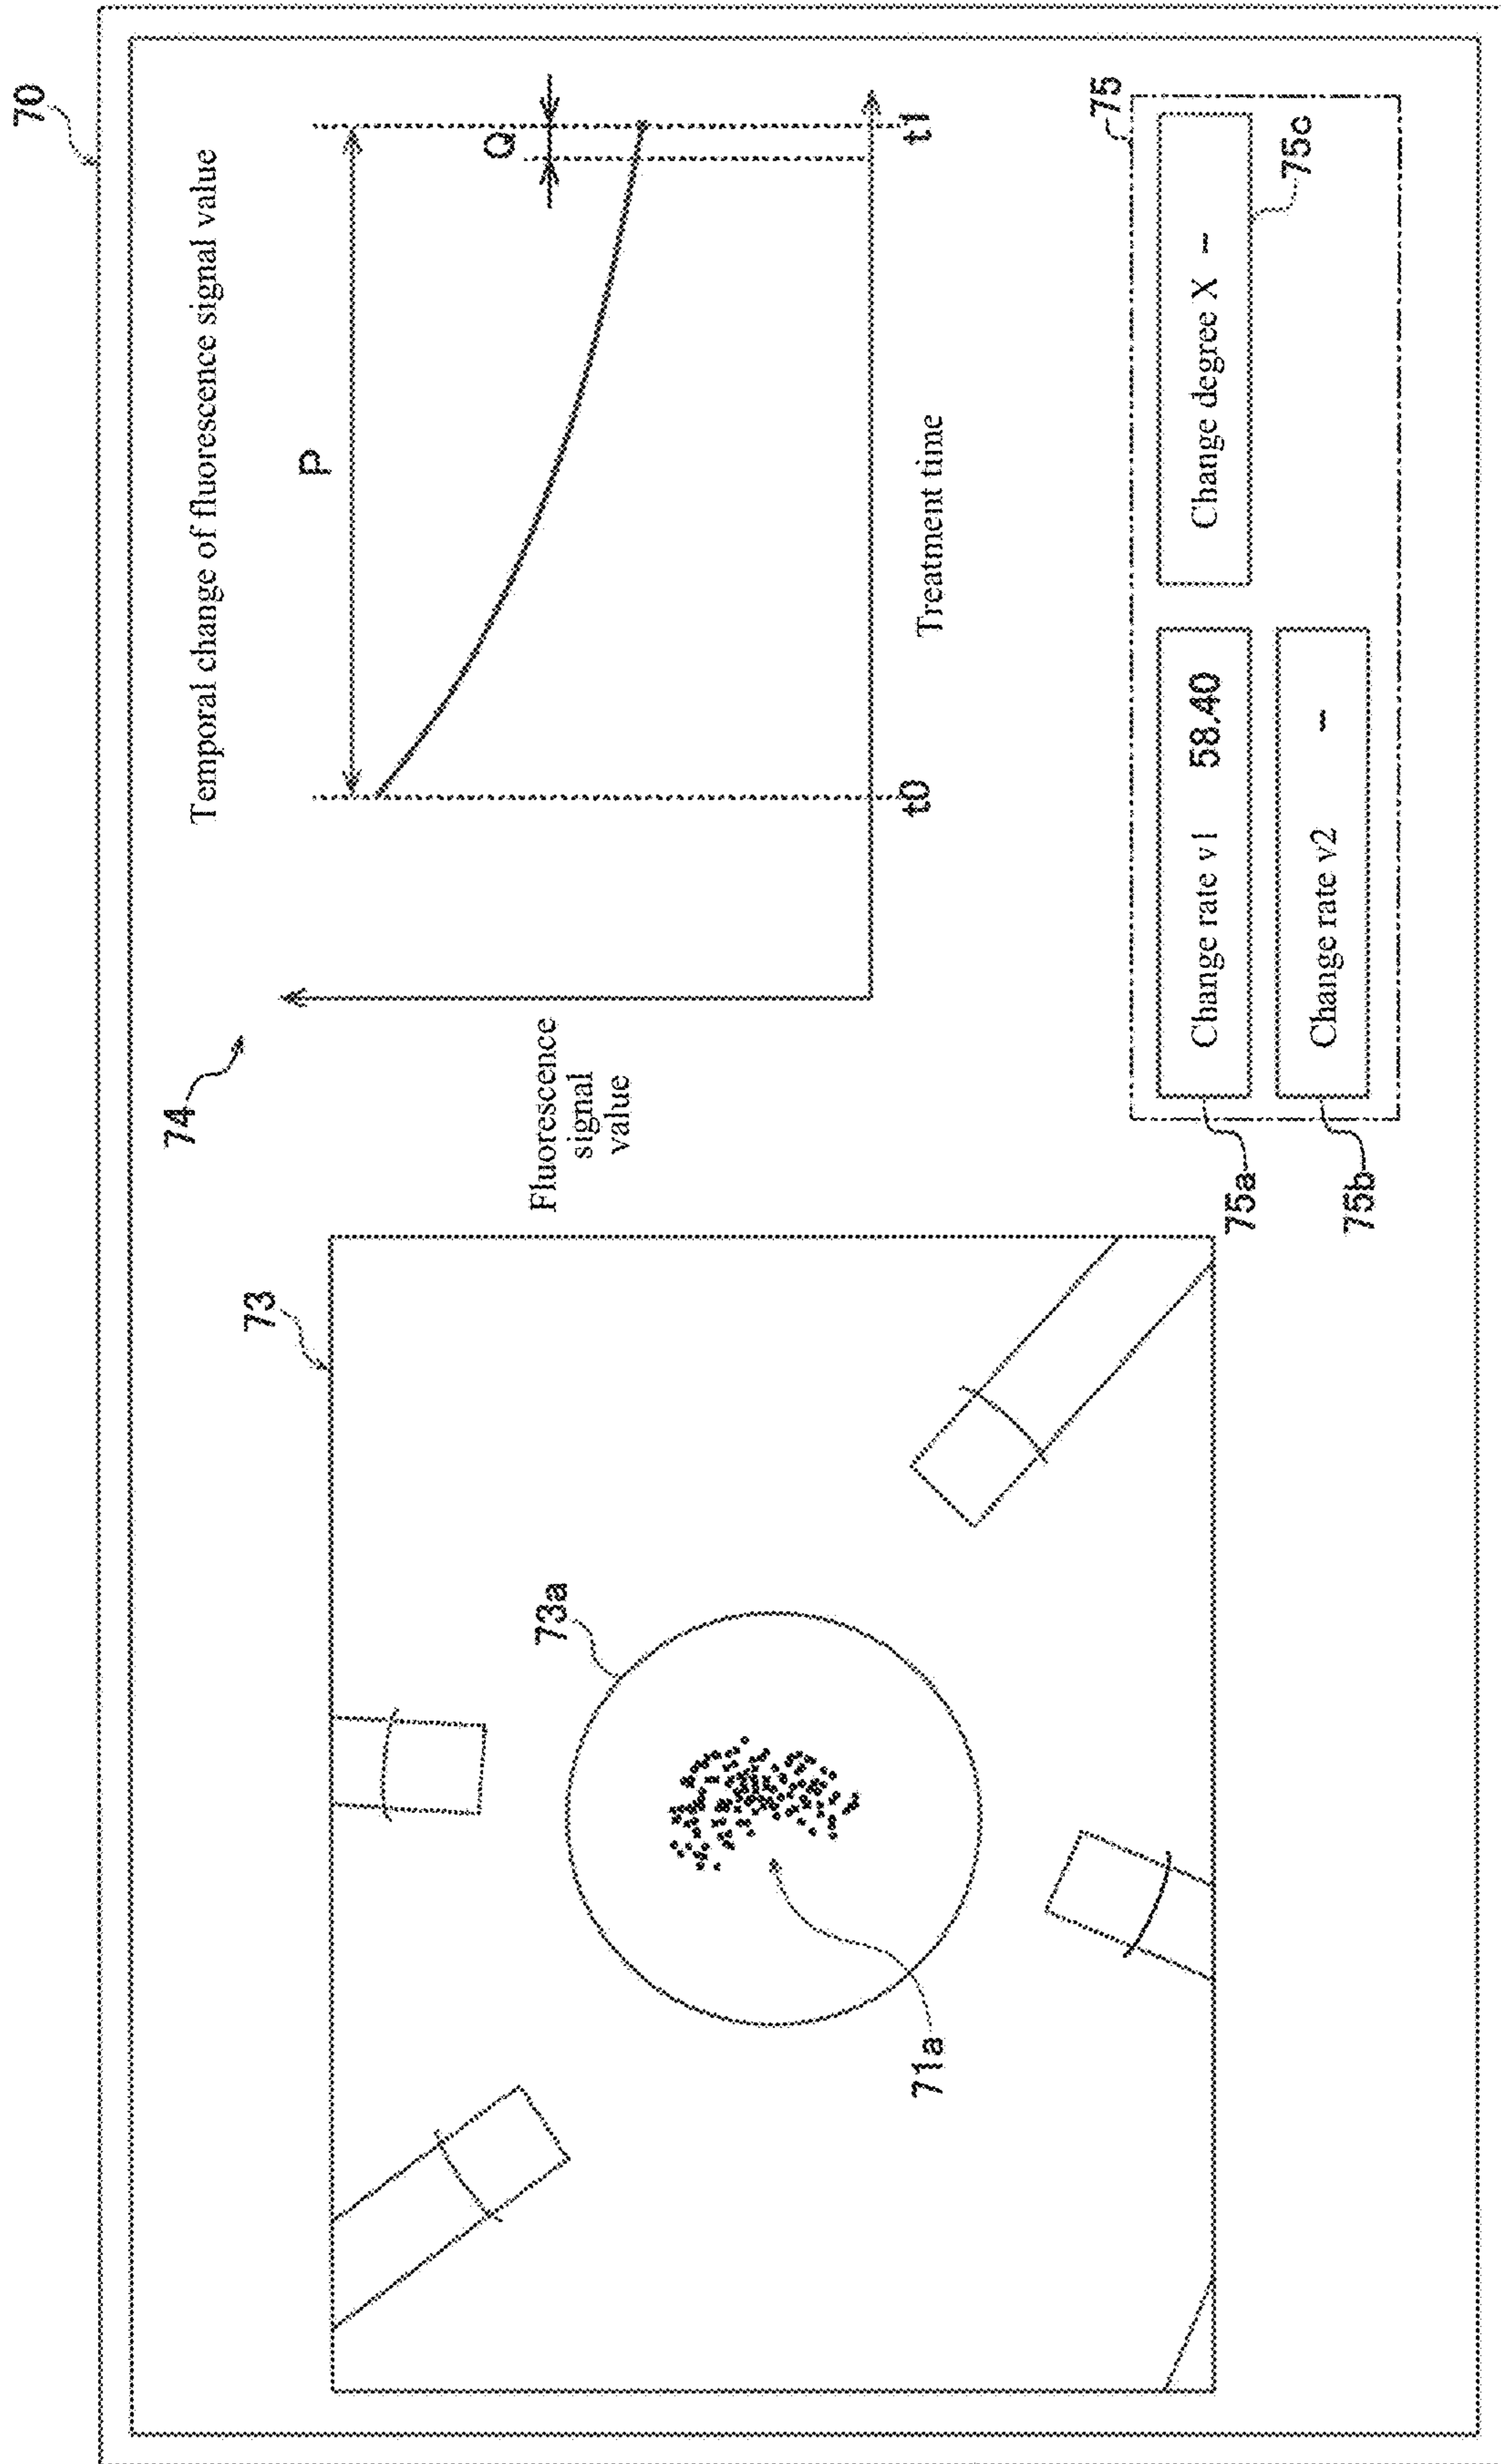 70
73
73a
71a
74
Temporal change of fluorescence signal value
P
Q
Fluorescence
signal
value
t0
t1
Treatment time
75
Change rate v1 58.40
Change degree X –
Change rate v2 –
75a
75b
75c